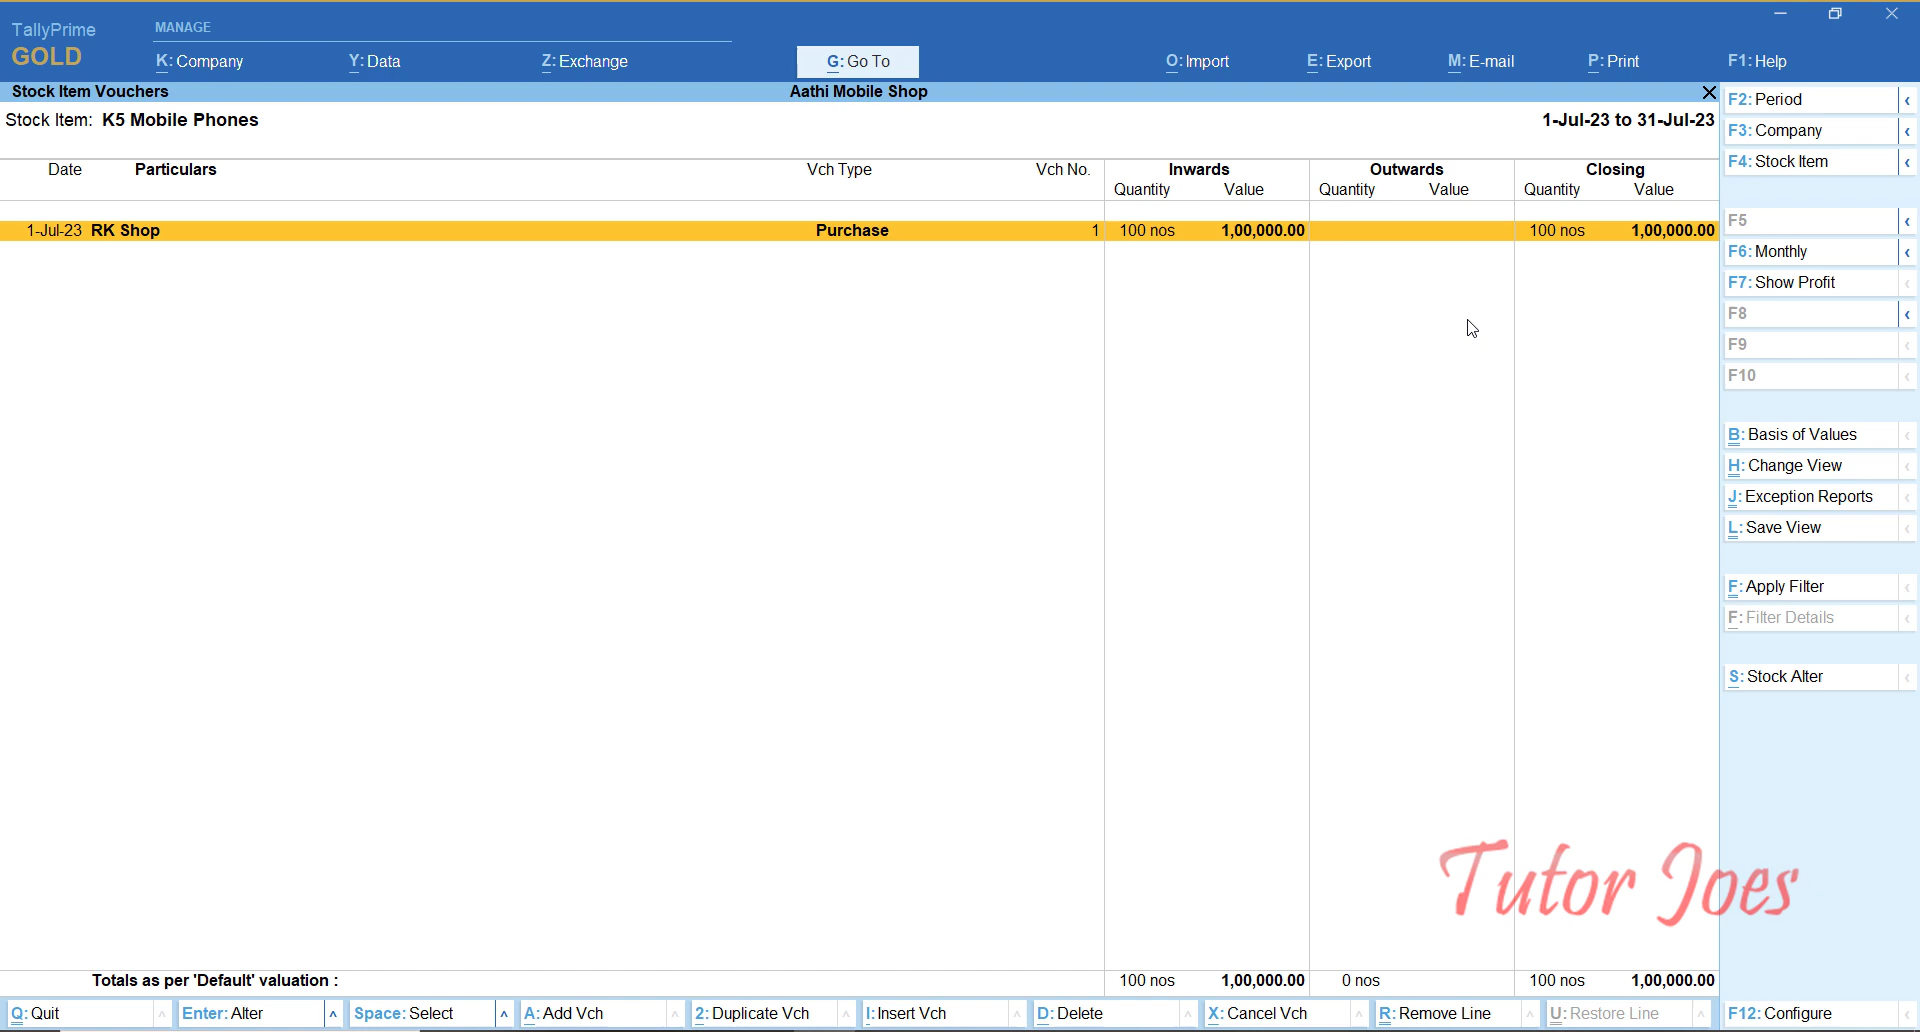 TallyPrime
GOLD
MANAGE
K: Company
Y: Data
Z: Exchange
G: Go To
O: Import
E: Export
M: E-mail
P: Print
F1: Help
Stock Item Vouchers
Aathi Mobile Shop
Stock Item: K5 Mobile Phones
1-Jul-23 to 31-Jul-23
Date Particulars Vch Type Vch No. Inwards Outwards Closing
Quantity Value Quantity Value Quantity Value
1-Jul-23 RK Shop Purchase 1 100 nos 1,00,000.00 100 nos 1,00,000.00
Totals as per 'Default' valuation : 100 nos 1,00,000.00 0 nos 100 nos 1,00,000.00
F2: Period
F3: Company
F4: Stock Item
F5
F6: Monthly
F7: Show Profit
F8
F9
F10
B: Basis of Values
H: Change View
J: Exception Reports
L: Save View
F: Apply Filter
F: Filter Details
S: Stock Alter
Tutor Joes
Q: Quit
Enter: Alter
Space: Select
A: Add Vch
2: Duplicate Vch
I: Insert Vch
D: Delete
X: Cancel Vch
R: Remove Line
U: Restore Line
F12: Configure